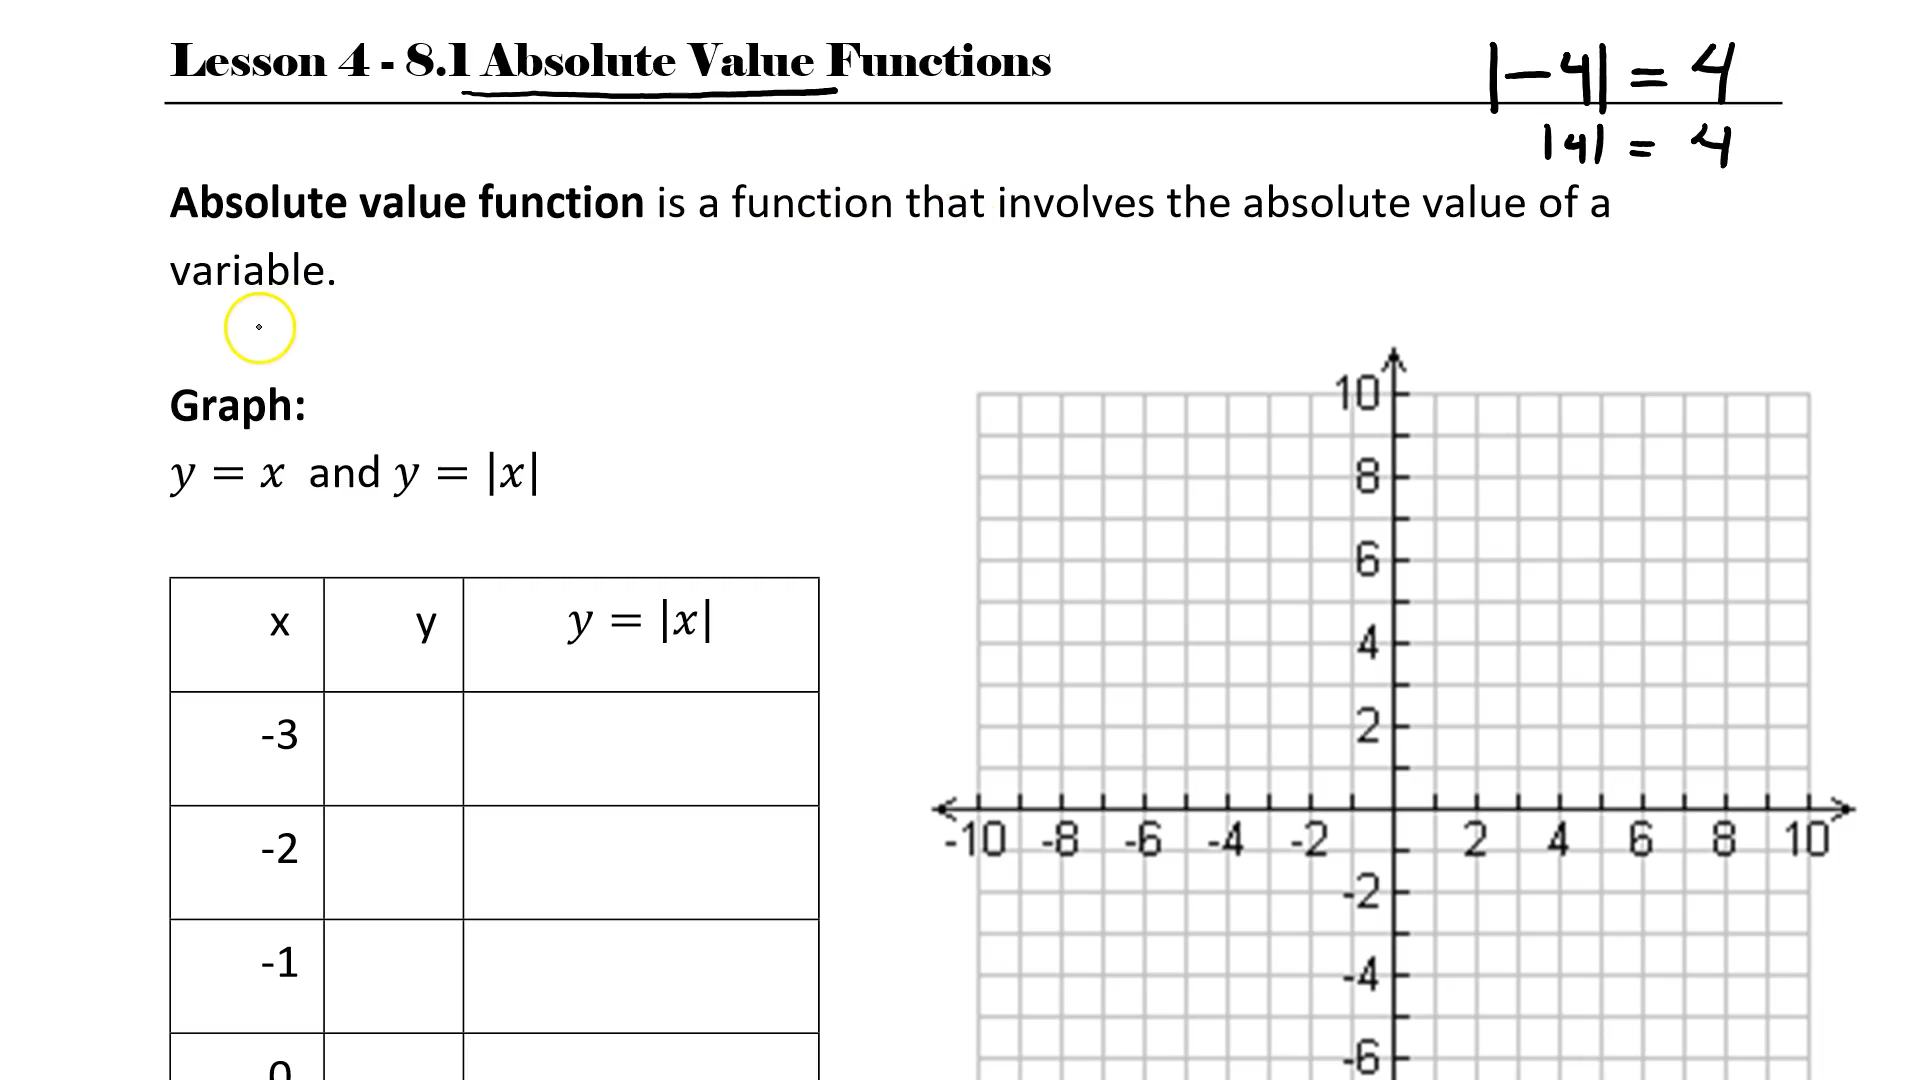 Lesson 4 - 8.1 Absolute Value Functions
|-4| = 4
|4| = 4
Absolute value function is a function that involves the absolute value of a
variable.
Graph:
y = x and y = |x|
x y y = |x|
-3
-2
-1
0
10
8
6
4
2
-10 -8 -6 -4 -2 2 4 6 8 10
-2
-4
-6